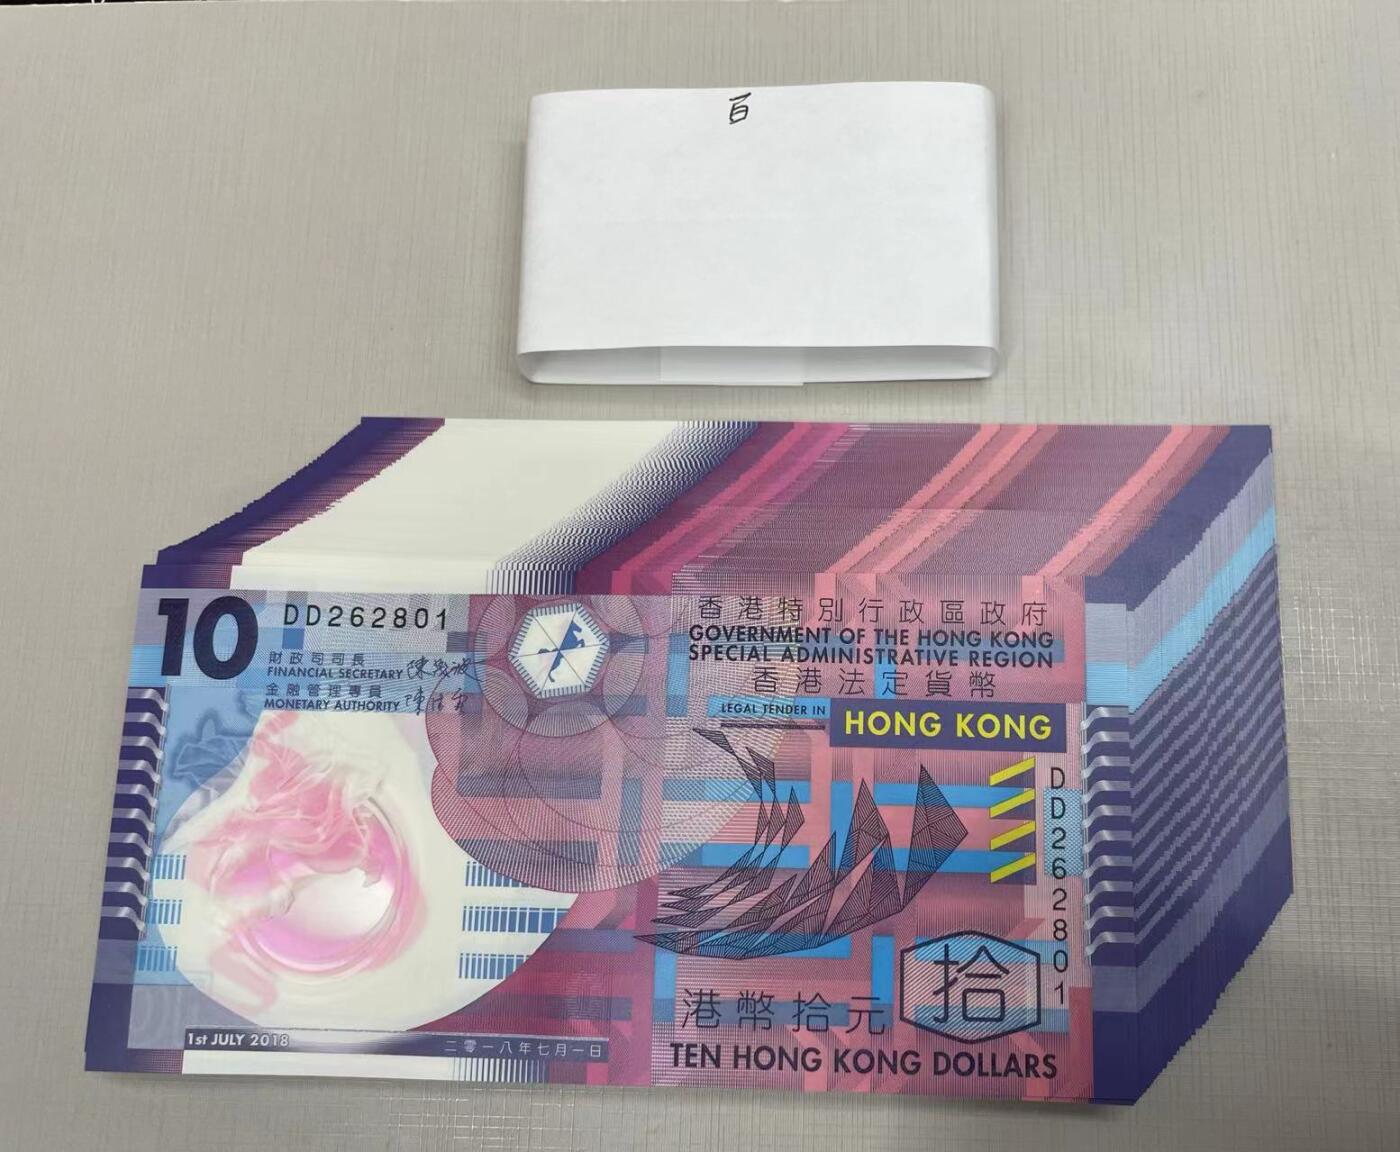 百
10
DD262801
財政司司長
FINANCIAL SECRETARY
金融管理專員
MONETARY AUTHORITY
香港特別行政區政府
GOVERNMENT OF THE HONG KONG
SPECIAL ADMINISTRATIVE REGION
香港法定貨幣
LEGAL TENDER IN
HONG KONG
DD262801
拾
港幣拾元
TEN HONG KONG DOLLARS
1st JULY 2018
二零一八年七月一日